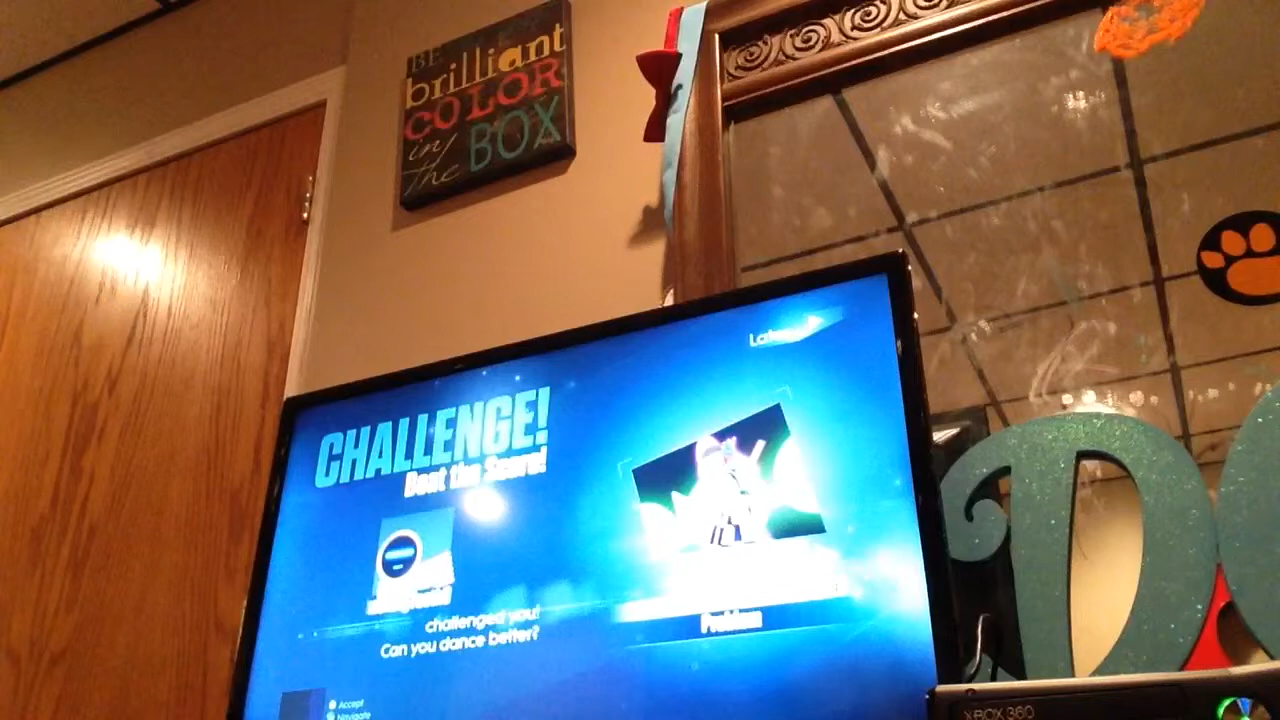 BE
brilliant
COLOR
in
the BOX
CHALLENGE!
Beat the Score!
challenged you!
Can you dance better?
Problem
Accept
Navigate
XBOX 360
D